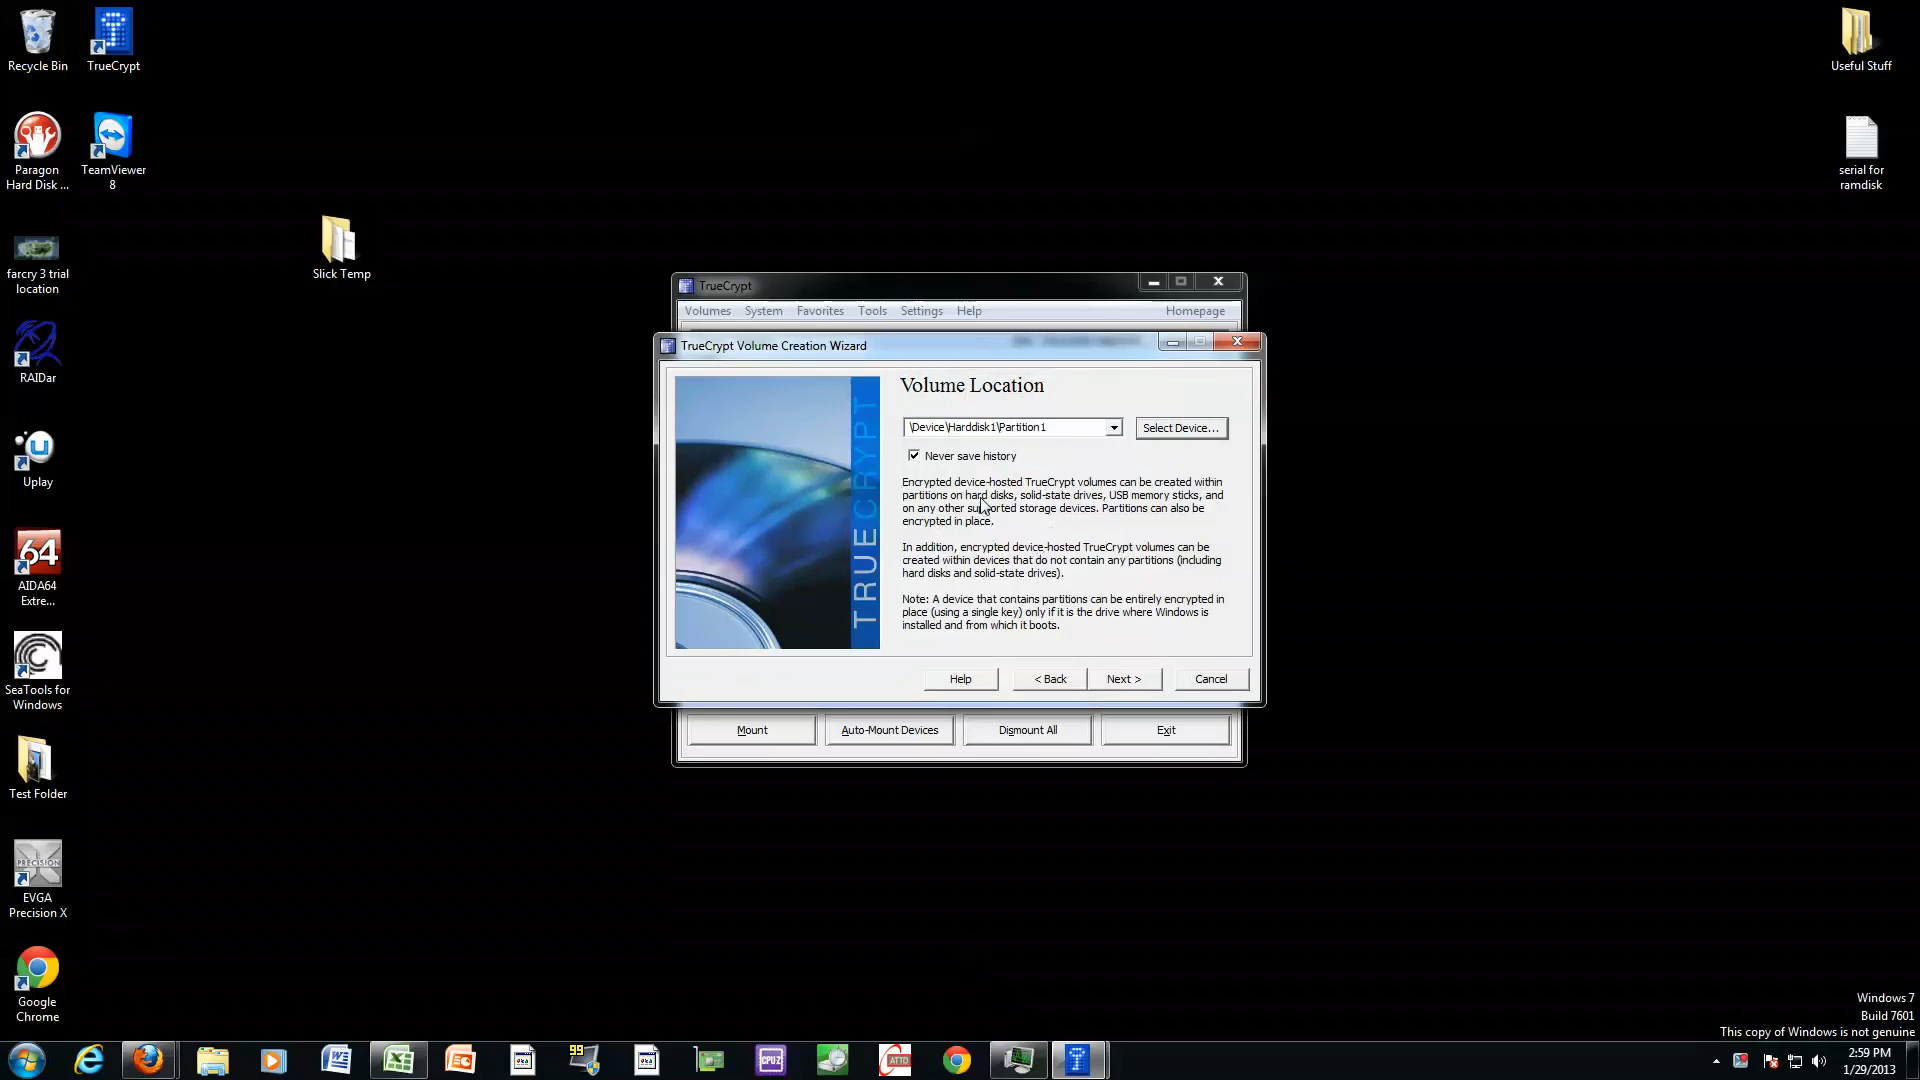 Recycle Bin
TrueCrypt
Paragon
Hard Disk ...
TeamViewer
8
farcry 3 trial
location
Slick Temp
RAIDar
Uplay
64
AIDA64
Extre...
SeaTools for
Windows
Test Folder
PRECISION
EVGA
Precision X
Google
Chrome
Useful Stuff
serial for
ramdisk
TrueCrypt
Volumes System Favorites Tools Settings Help Homepage
TrueCrypt Volume Creation Wizard
TRUECRYPT
Volume Location
\Device\Harddisk1\Partition1
Select Device...
Never save history
Encrypted device-hosted TrueCrypt volumes can be created within
partitions on hard disks, solid-state drives, USB memory sticks, and
on any other supported storage devices. Partitions can also be
encrypted in place.
In addition, encrypted device-hosted TrueCrypt volumes can be
created within devices that do not contain any partitions (including
hard disks and solid-state drives).
Note: A device that contains partitions can be entirely encrypted in
place (using a single key) only if it is the drive where Windows is
installed and from which it boots.
Help < Back Next > Cancel
Mount Auto-Mount Devices Dismount All Exit
Windows 7
Build 7601
This copy of Windows is not genuine
99
CPUZ
ATTO
2:59 PM
1/29/2013